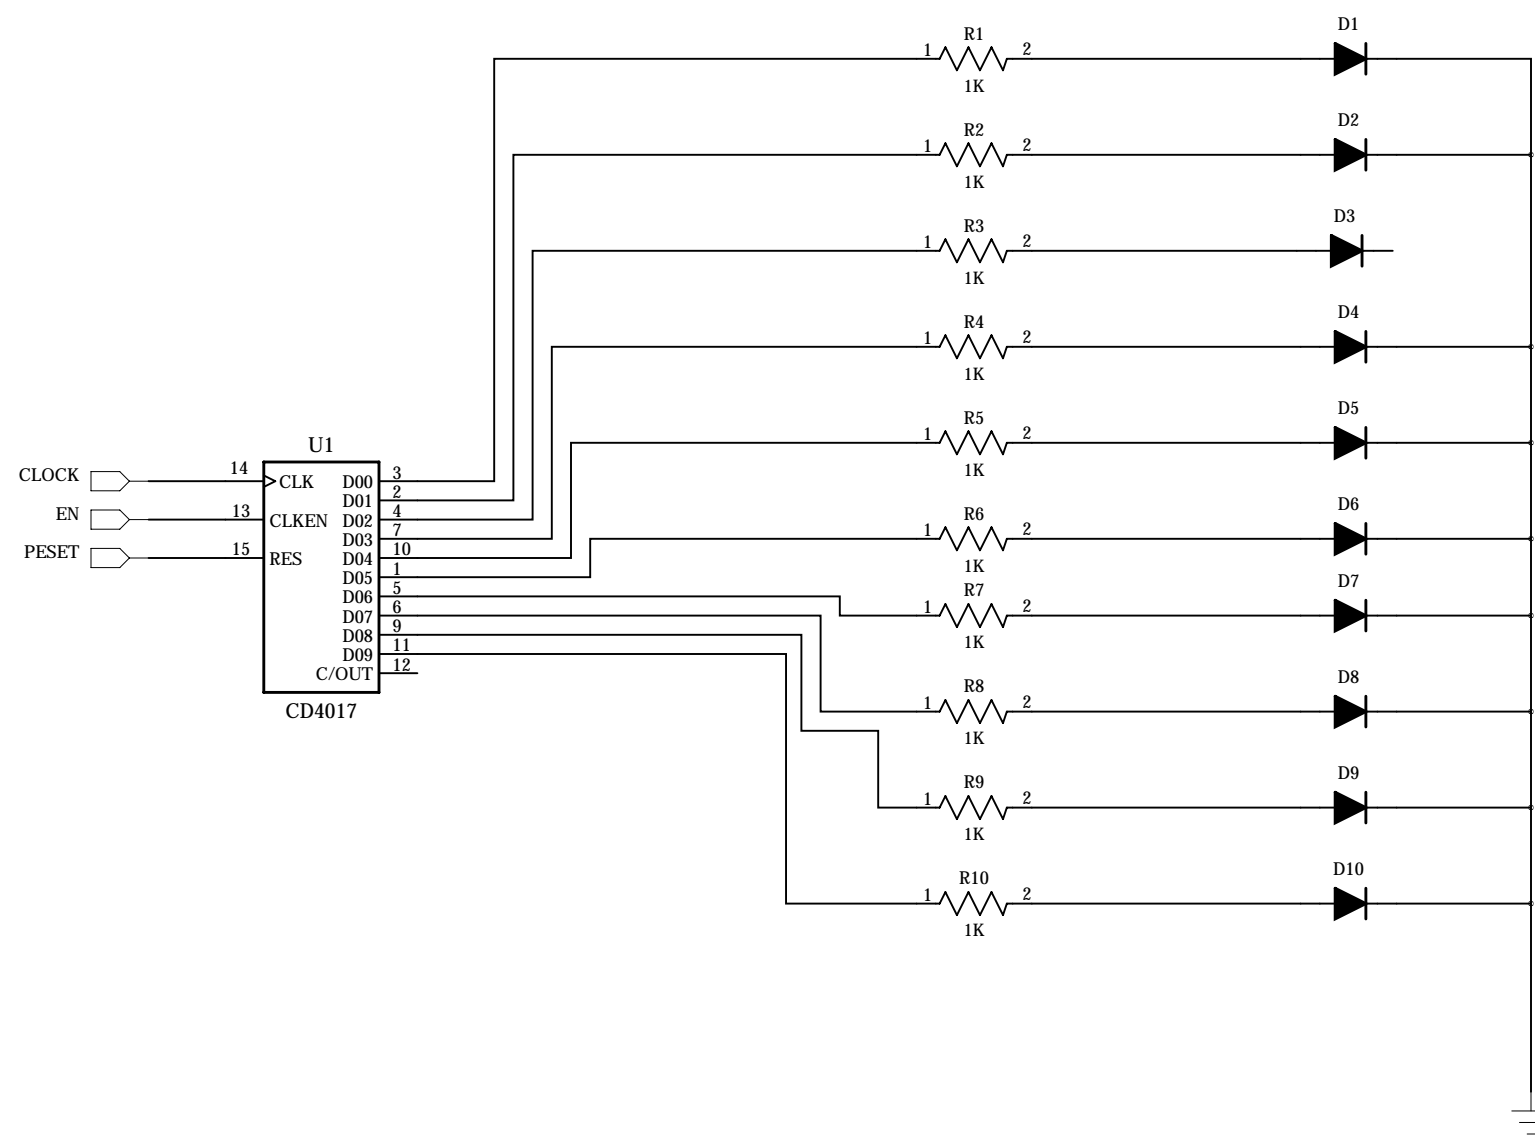 R1
D1
1
2
1K
R2
D2
1
2
1K
R3
D3
1
2
1K
R4
D4
1
2
1K
R5
D5
1
2
1K
U1
CLOCK
14
CLK
D00
3
D01
2
EN
13
CLKEN
D02
4
D03
7
PESET
15
RES
D04
10
D05
1
D06
5
D07
6
D08
9
D09
11
C/OUT
12
CD4017
R6
D6
1
2
1K
R7
D7
1
2
1K
R8
D8
1
2
1K
R9
D9
1
2
1K
R10
D10
1
2
1K